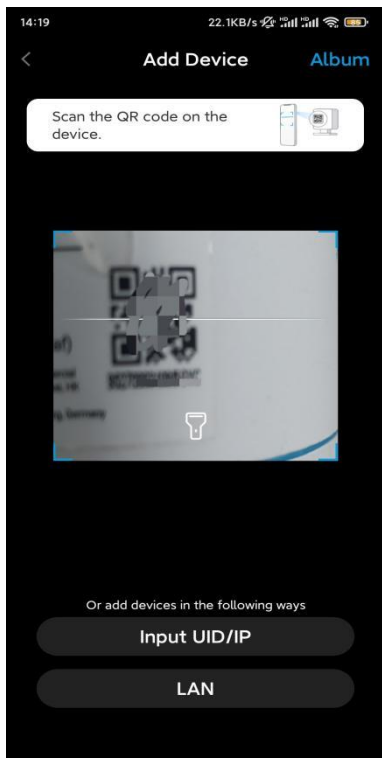 14:19
22.1KB/s
Add Device
Album
Scan the QR code on the
device.
Germany
Or add devices in the following ways
Input UID/IP
LAN